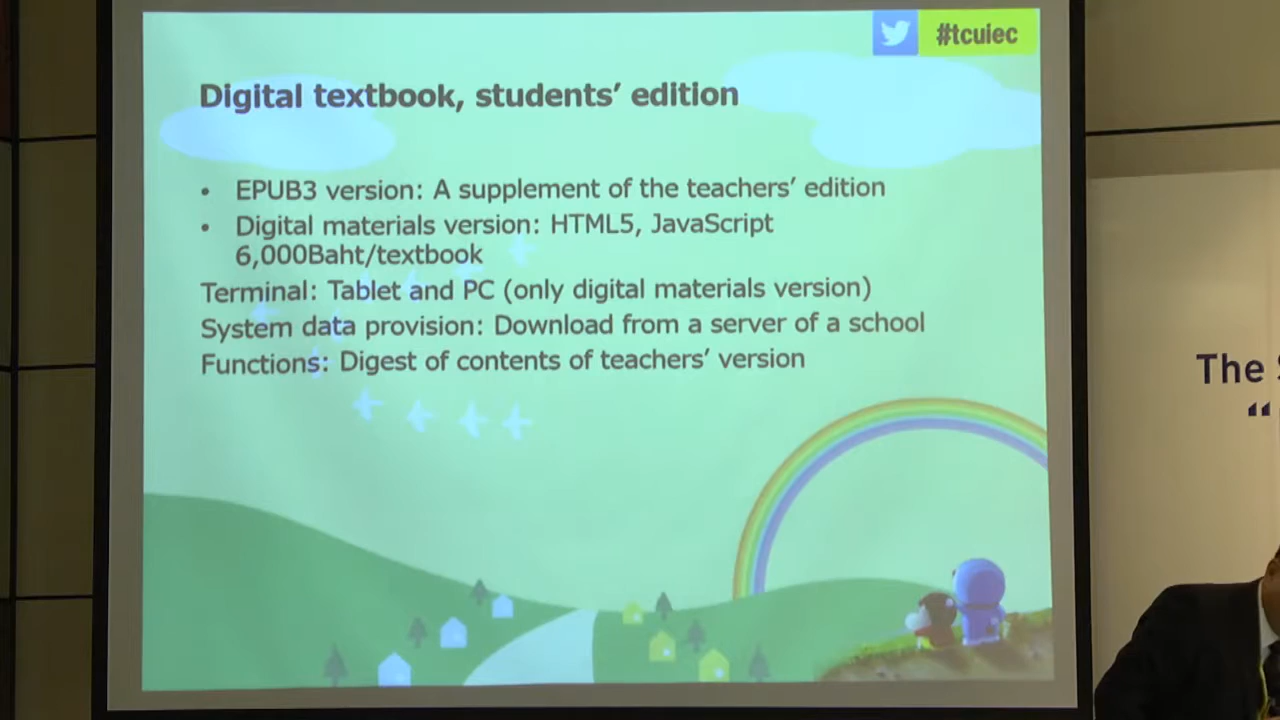 #tcuiec
Digital textbook, students’ edition
• EPUB3 version: A supplement of the teachers’ edition
• Digital materials version: HTML5, JavaScript
6,000Baht/textbook
Terminal: Tablet and PC (only digital materials version)
System data provision: Download from a server of a school
Functions: Digest of contents of teachers’ version
The
“